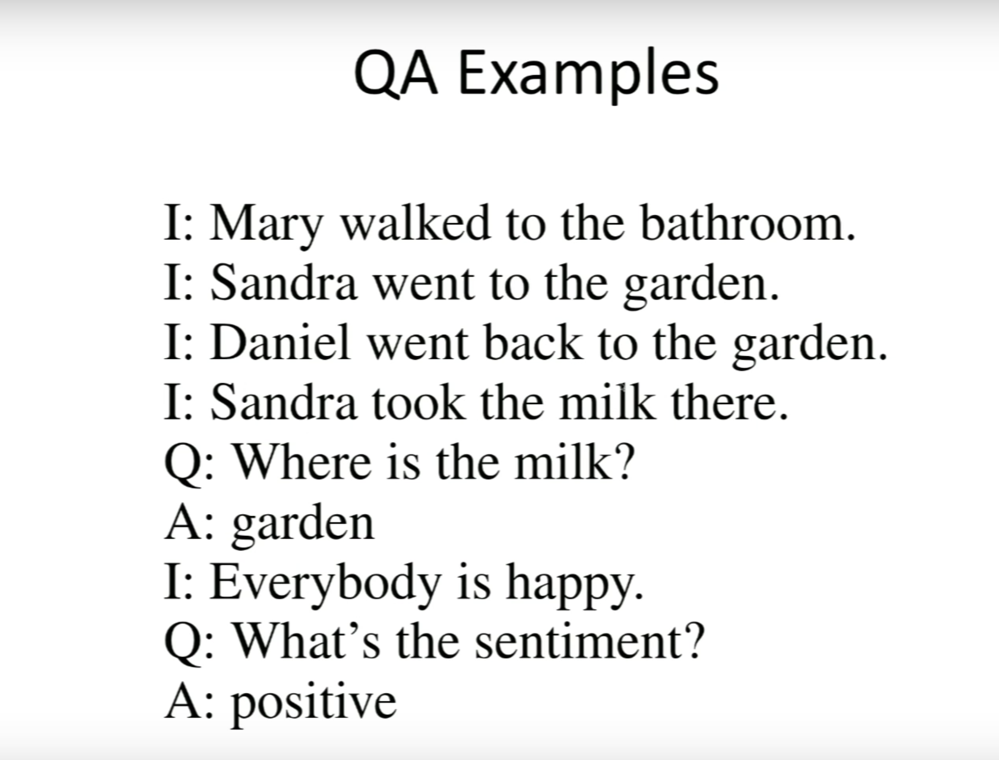 QA Examples
I: Mary walked to the bathroom.
I: Sandra went to the garden.
I: Daniel went back to the garden.
I: Sandra took the milk there.
Q: Where is the milk?
A: garden
I: Everybody is happy.
Q: What’s the sentiment?
A: positive